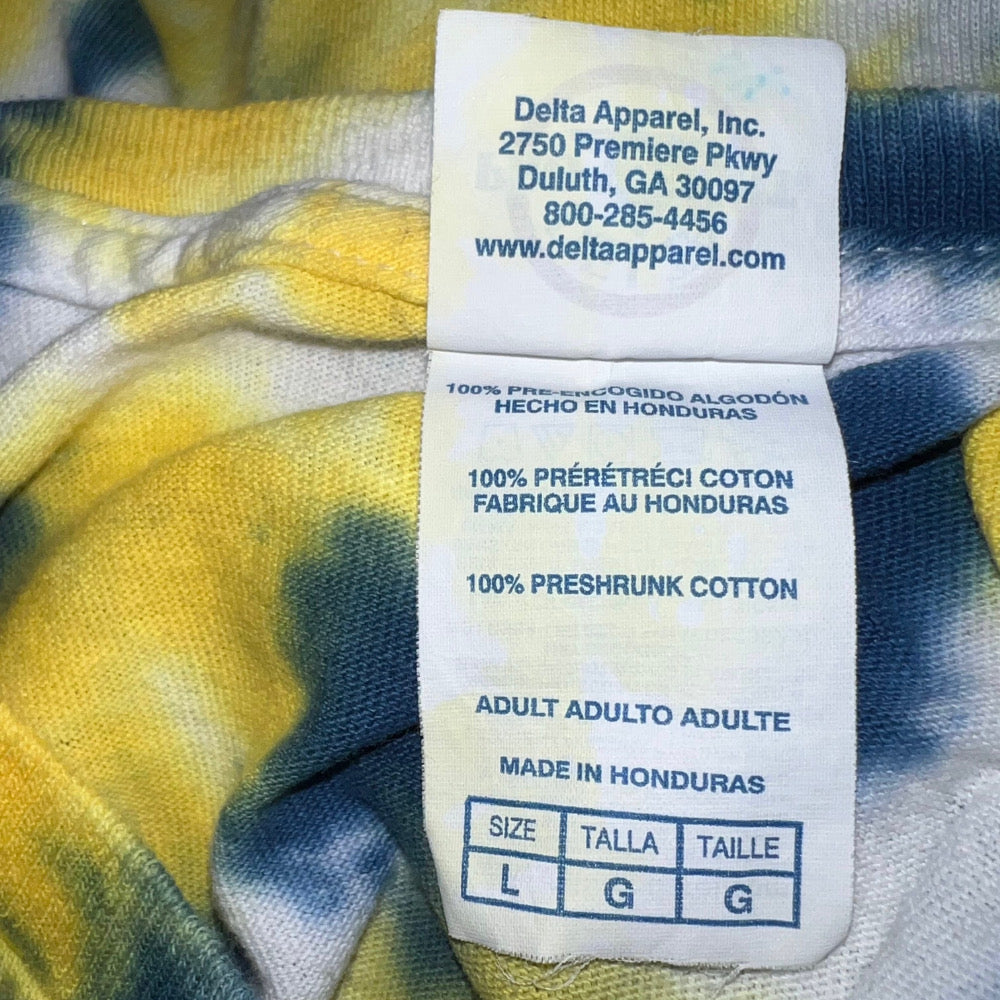 Delta Apparel, Inc.
2750 Premiere Pkwy
Duluth, GA 30097
800-285-4456
www.deltaapparel.com
100% PRE-ENCOGIDO ALGODÓN
HECHO EN HONDURAS
100% PRÉRÉTRÉCI COTON
FABRIQUE AU HONDURAS
100% PRESHRUNK COTTON
ADULT ADULTO ADULTE
MADE IN HONDURAS
SIZE TALLA TAILLE
L G G